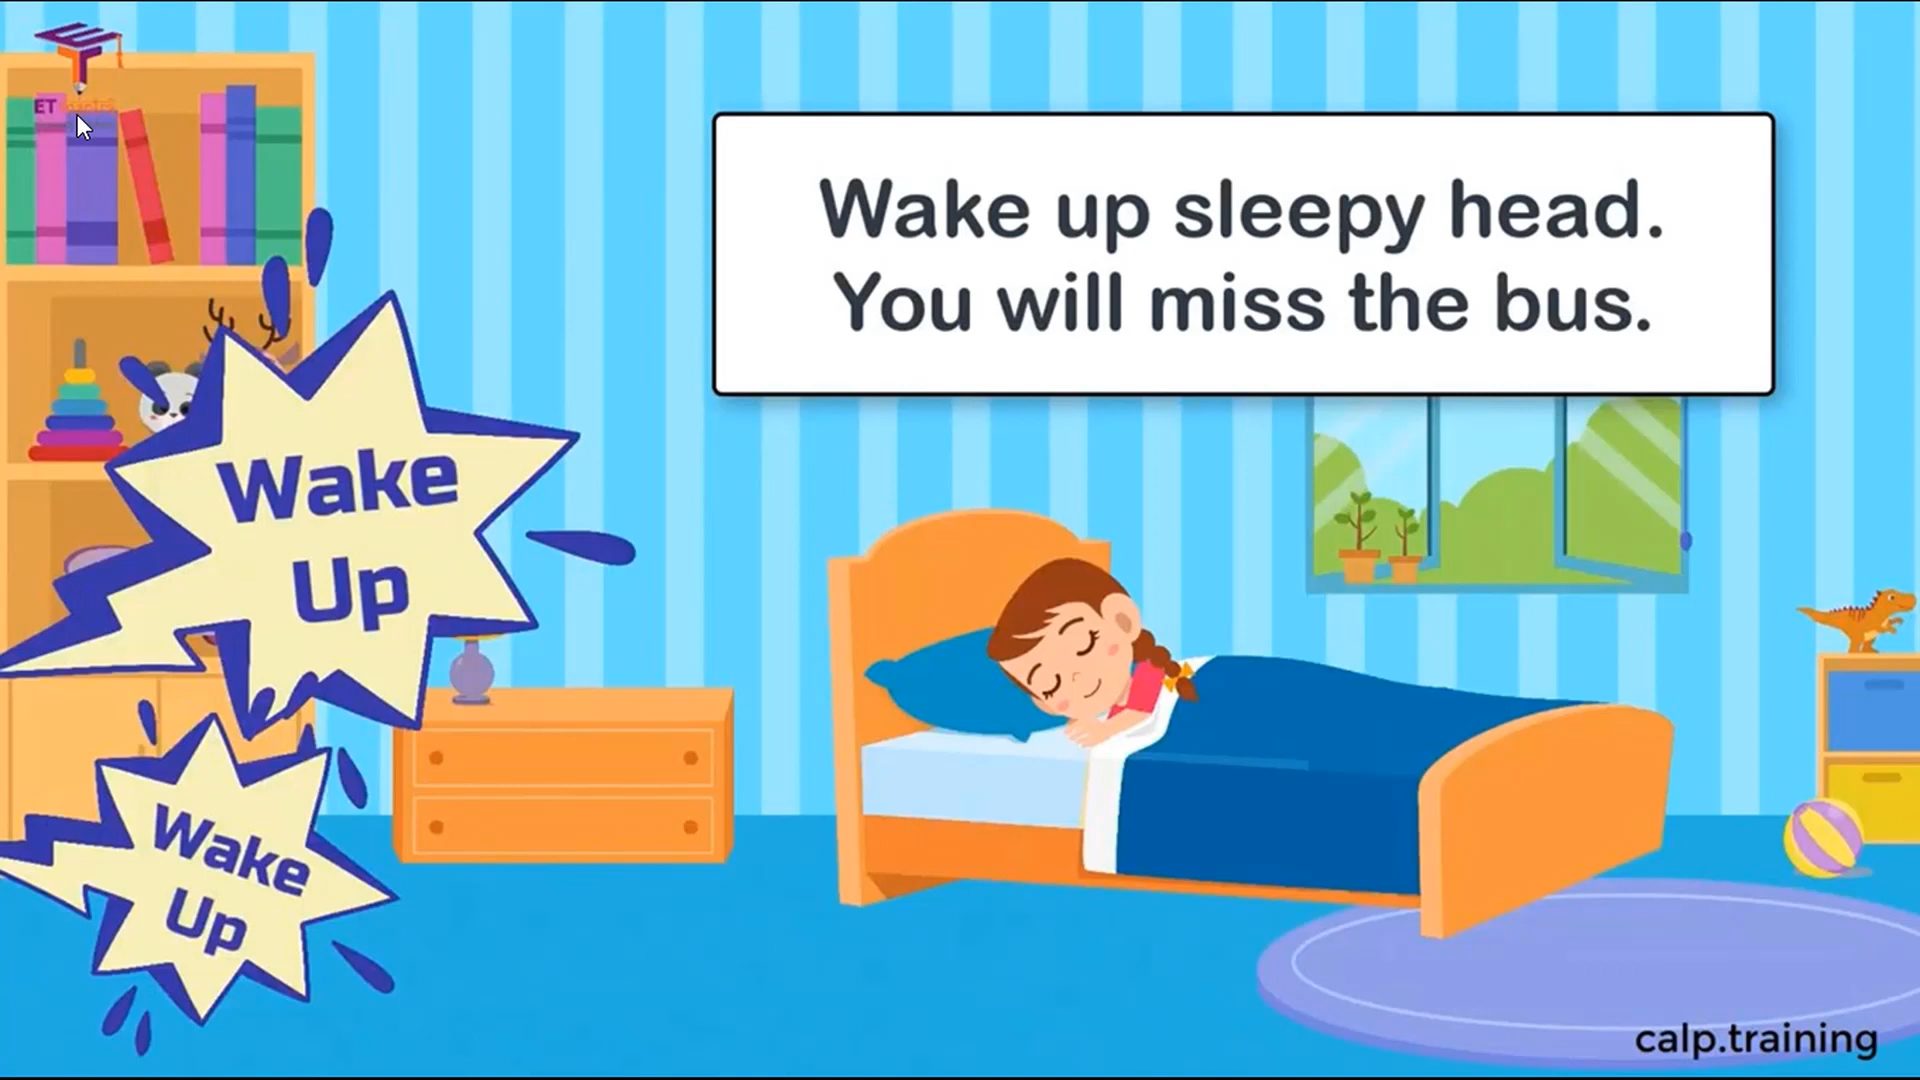 ET
Wake up sleepy head.
You will miss the bus.
Wake
Up
Wake
Up
calp.training